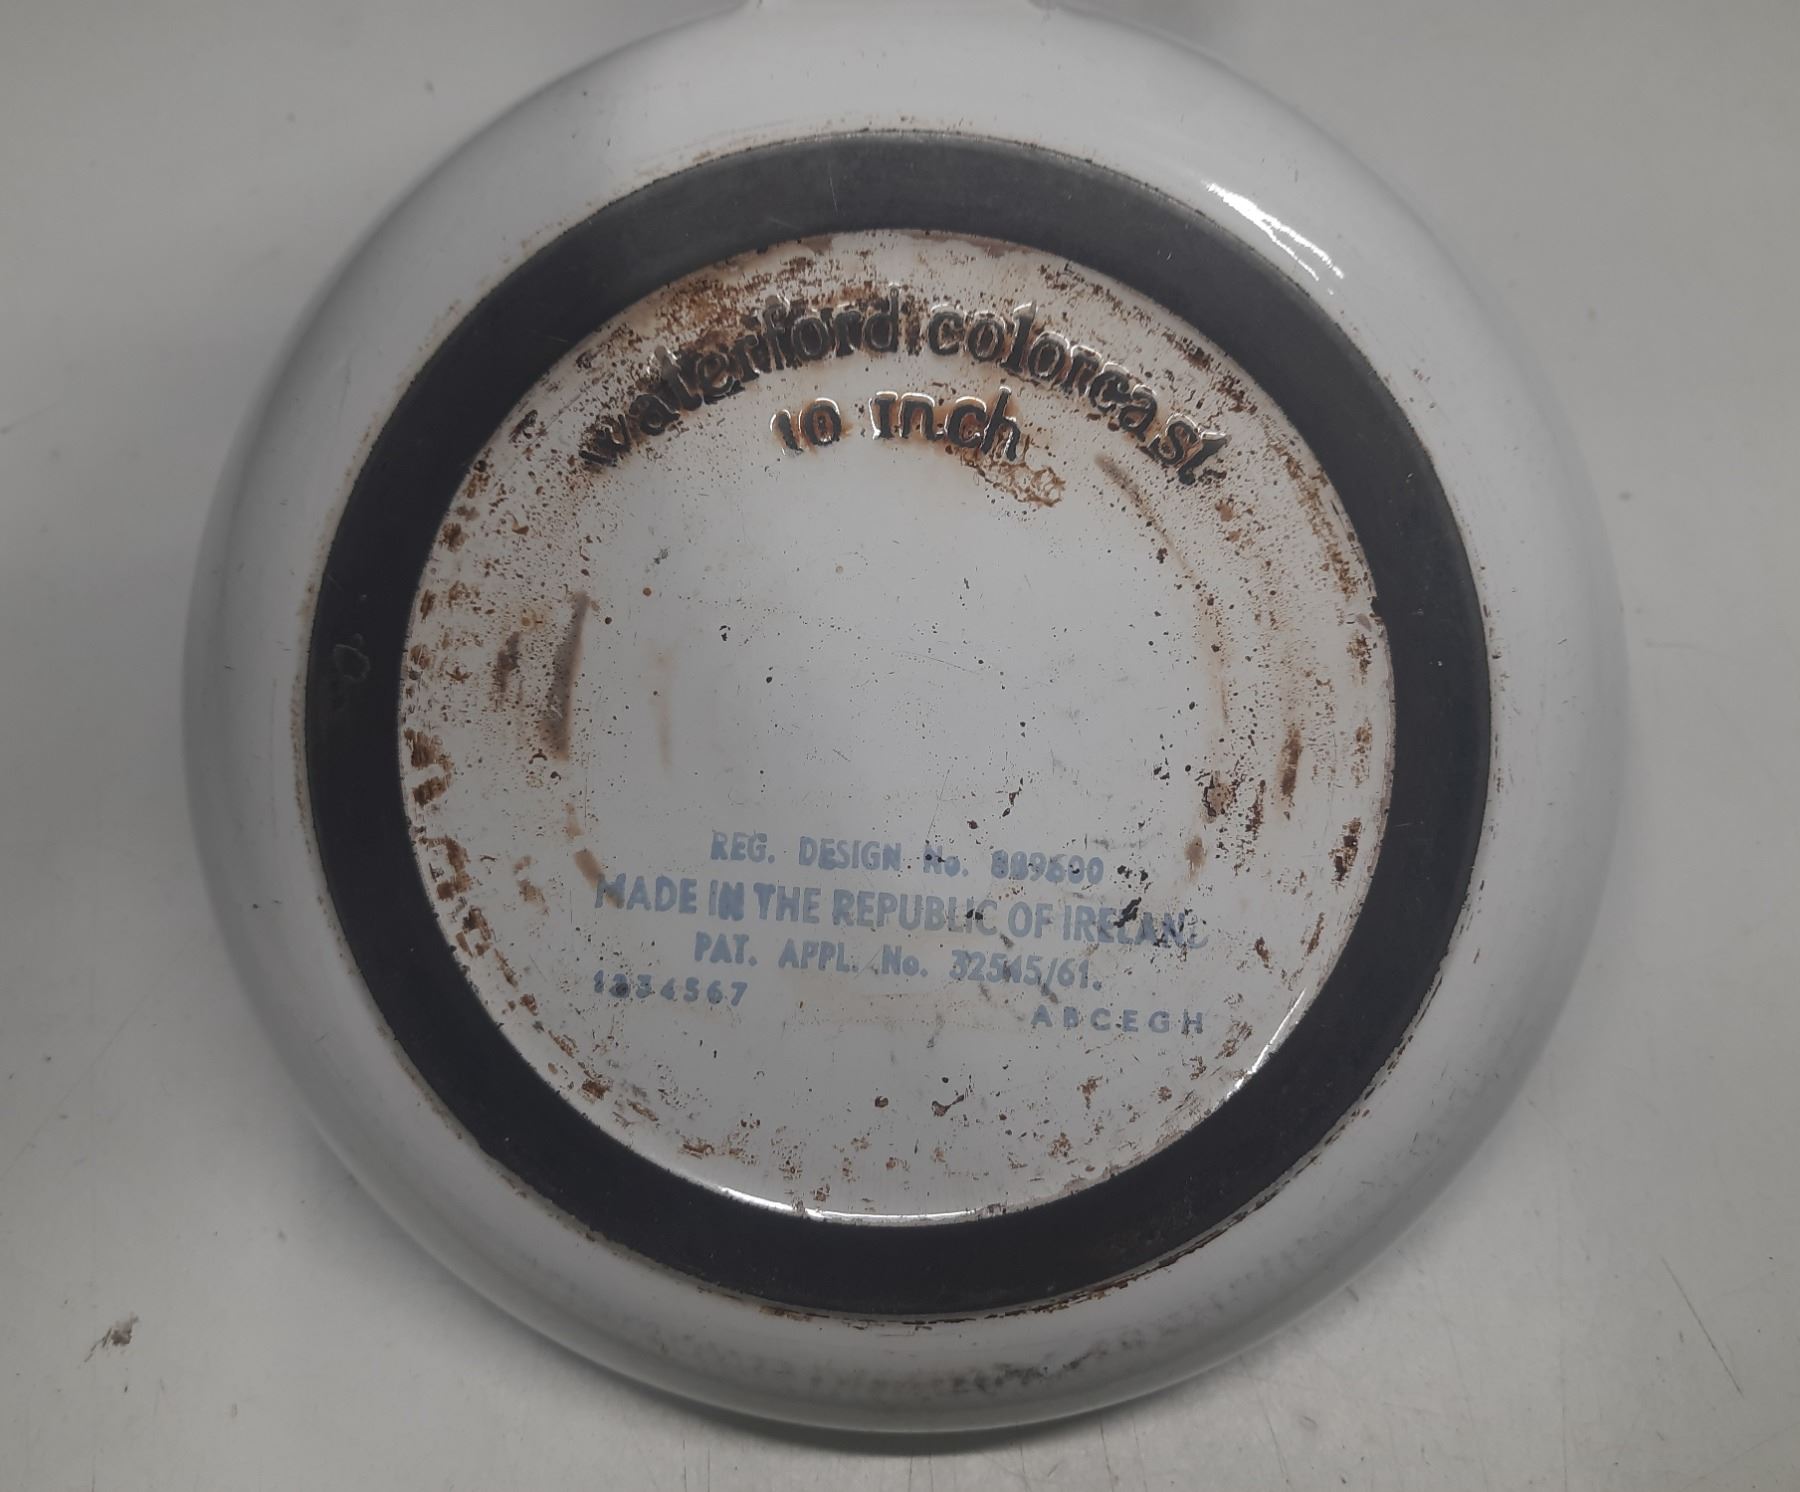 waterford colorcast
10 Inch
REG. DESIGN No. 889600
MADE IN THE REPUBLIC OF IRELAND
PAT. APPL. No. 32545/61.
1234567
ABCEGH